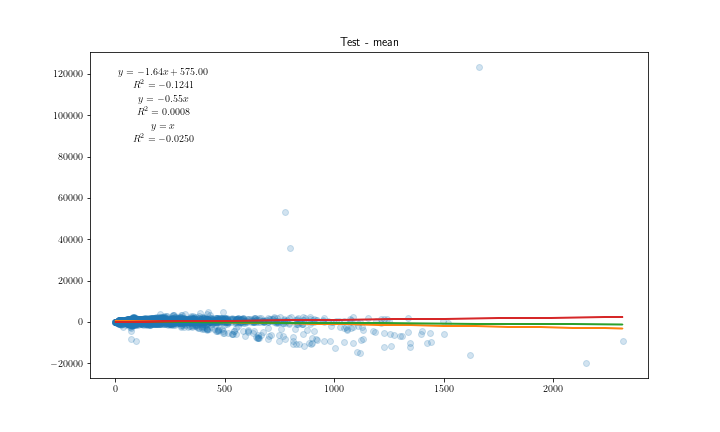 Test - mean
y = −1.64x + 575.00
R² = −0.1241
y = −0.55x
R² = 0.0008
y = x
R² = −0.0250
120000
100000
80000
60000
40000
20000
0
−20000
0 500 1000 1500 2000